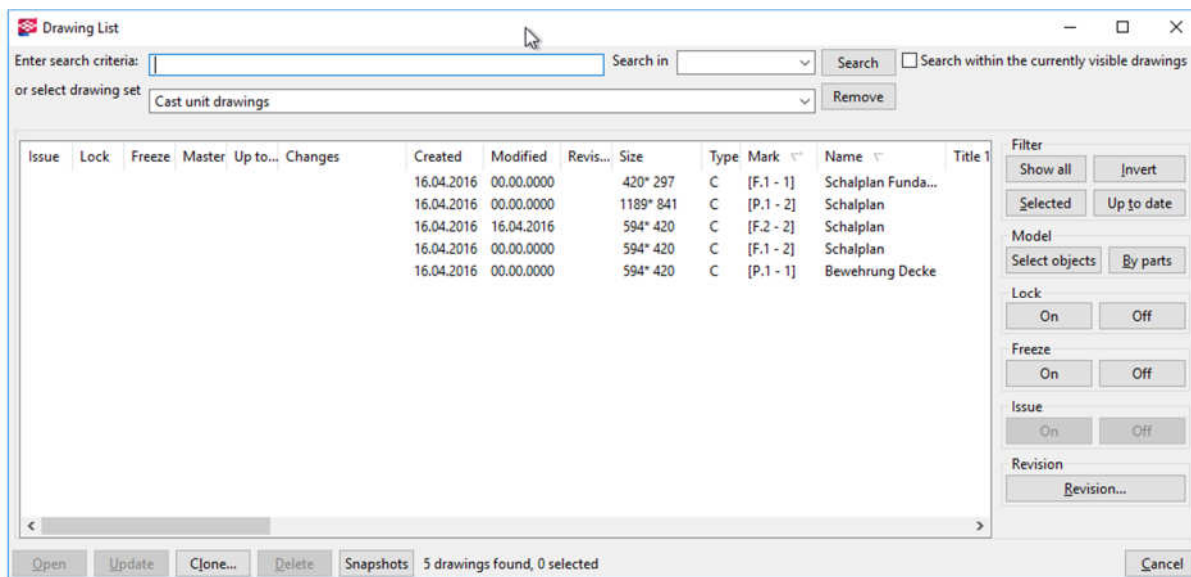 Drawing List
Enter search criteria: Search in Search Search within the currently visible drawings
or select drawing set Cast unit drawings Remove
Issue Lock Freeze Master Up to... Changes Created Modified Revis... Size Type Mark Name Title 1
16.04.2016 00.00.0000 420* 297 C [F.1 - 1] Schalplan Funda...
16.04.2016 00.00.0000 1189* 841 C [P.1 - 2] Schalplan
16.04.2016 16.04.2016 594* 420 C [F.2 - 2] Schalplan
16.04.2016 00.00.0000 594* 420 C [F.1 - 2] Schalplan
16.04.2016 00.00.0000 594* 420 C [P.1 - 1] Bewehrung Decke
Filter
Show all Invert
Selected Up to date
Model
Select objects By parts
Lock
On Off
Freeze
On Off
Issue
On Off
Revision
Revision...
Open Update Clone... Delete Snapshots 5 drawings found, 0 selected Cancel